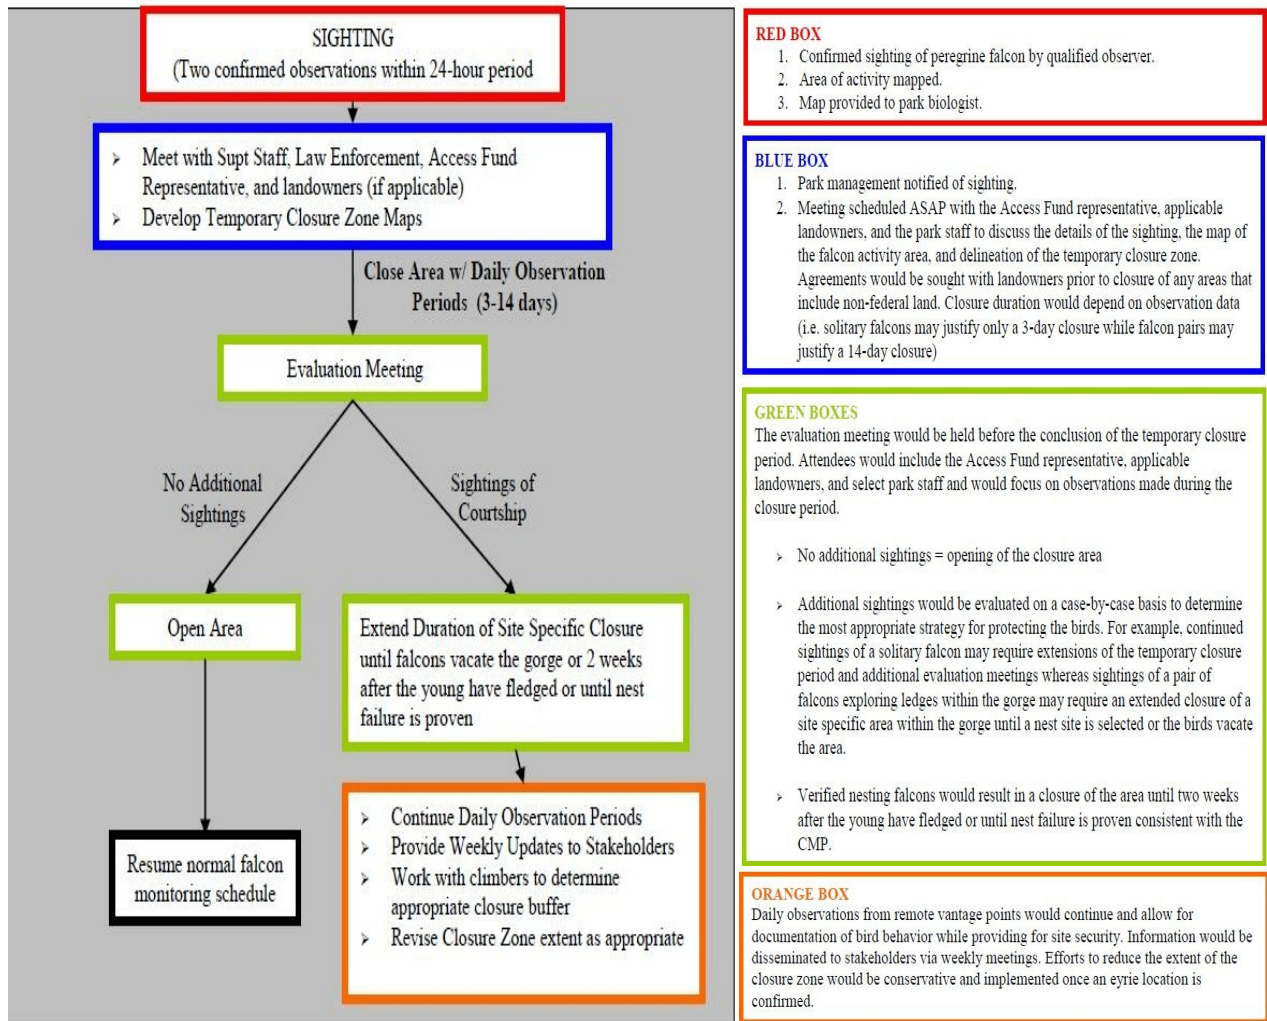 SIGHTING
(Two confirmed observations within 24-hour period
➢ Meet with Supt Staff, Law Enforcement, Access Fund
Representative, and landowners (if applicable)
➢ Develop Temporary Closure Zone Maps
Close Area w/ Daily Observation
Periods (3-14 days)
Evaluation Meeting
No Additional
Sightings
Sightings of
Courtship
Open Area
Extend Duration of Site Specific Closure
until falcons vacate the gorge or 2 weeks
after the young have fledged or until nest
failure is proven
Resume normal falcon
monitoring schedule
➢ Continue Daily Observation Periods
➢ Provide Weekly Updates to Stakeholders
➢ Work with climbers to determine
appropriate closure buffer
➢ Revise Closure Zone extent as appropriate
RED BOX
1. Confirmed sighting of peregrine falcon by qualified observer.
2. Area of activity mapped.
3. Map provided to park biologist.
BLUE BOX
1. Park management notified of sighting.
2. Meeting scheduled ASAP with the Access Fund representative, applicable
landowners, and the park staff to discuss the details of the sighting, the map of
the falcon activity area, and delineation of the temporary closure zone.
Agreements would be sought with landowners prior to closure of any areas that
include non-federal land. Closure duration would depend on observation data
(i.e. solitary falcons may justify only a 3-day closure while falcon pairs may
justify a 14-day closure)
GREEN BOXES
The evaluation meeting would be held before the conclusion of the temporary closure
period. Attendees would include the Access Fund representative, applicable
landowners, and select park staff and would focus on observations made during the
closure period.
➢ No additional sightings = opening of the closure area
➢ Additional sightings would be evaluated on a case-by-case basis to determine
the most appropriate strategy for protecting the birds. For example, continued
sightings of a solitary falcon may require extensions of the temporary closure
period and additional evaluation meetings whereas sightings of a pair of
falcons exploring ledges within the gorge may require an extended closure of a
site specific area within the gorge until a nest site is selected or the birds vacate
the area.
➢ Verified nesting falcons would result in a closure of the area until two weeks
after the young have fledged or until nest failure is proven consistent with the
CMP.
ORANGE BOX
Daily observations from remote vantage points would continue and allow for
documentation of bird behavior while providing for site security. Information would be
disseminated to stakeholders via weekly meetings. Efforts to reduce the extent of the
closure zone would be conservative and implemented once an eyrie location is
confirmed.